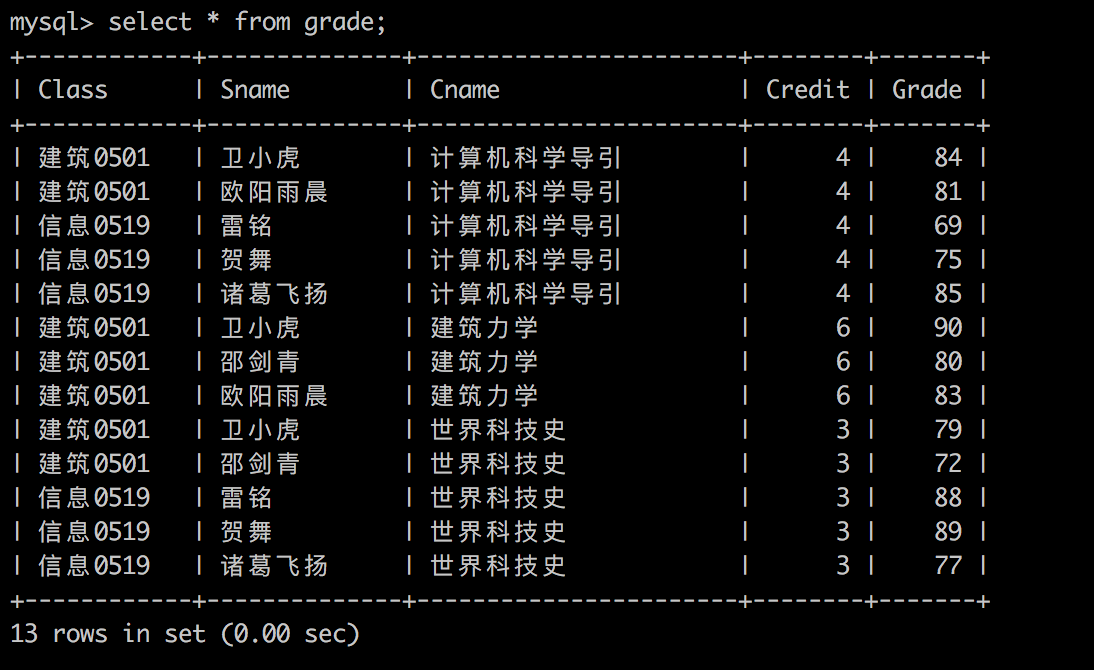 mysql> select * from grade;
+------------+--------------+-----------------------+--------+-------+
| Class      | Sname        | Cname                 | Credit | Grade |
+------------+--------------+-----------------------+--------+-------+
| 建筑0501   | 卫小虎       | 计算机科学导引        |      4 |    84 |
| 建筑0501   | 欧阳雨晨     | 计算机科学导引        |      4 |    81 |
| 信息0519   | 雷铭         | 计算机科学导引        |      4 |    69 |
| 信息0519   | 贺舞         | 计算机科学导引        |      4 |    75 |
| 信息0519   | 诸葛飞扬     | 计算机科学导引        |      4 |    85 |
| 建筑0501   | 卫小虎       | 建筑力学              |      6 |    90 |
| 建筑0501   | 邵剑青       | 建筑力学              |      6 |    80 |
| 建筑0501   | 欧阳雨晨     | 建筑力学              |      6 |    83 |
| 建筑0501   | 卫小虎       | 世界科技史            |      3 |    79 |
| 建筑0501   | 邵剑青       | 世界科技史            |      3 |    72 |
| 信息0519   | 雷铭         | 世界科技史            |      3 |    88 |
| 信息0519   | 贺舞         | 世界科技史            |      3 |    89 |
| 信息0519   | 诸葛飞扬     | 世界科技史            |      3 |    77 |
+------------+--------------+-----------------------+--------+-------+
13 rows in set (0.00 sec)